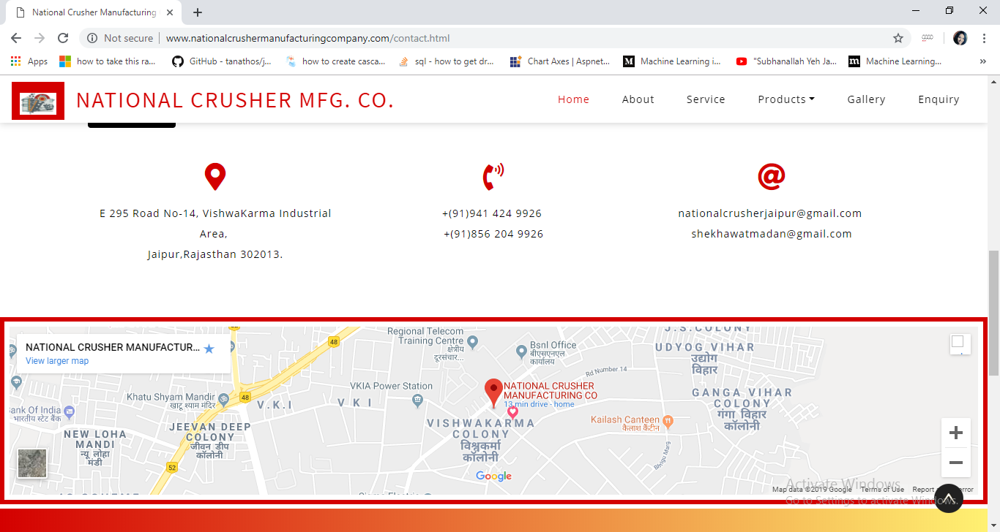 National Crusher Manufacturing
Not secure
www.nationalcrushermanufacturingcompany.com/contact.html
Apps
how to take this ra...
GitHub - tanathos/j...
how to create casca...
sql - how to get dr...
Chart Axes | Aspnet...
Machine Learning i...
"Subhanallah Yeh Ja...
Machine Learning...
NATIONAL CRUSHER MFG. CO.
Home
About
Service
Products
Gallery
Enquiry
E 295 Road No-14, VishwaKarma Industrial
Area,
Jaipur,Rajasthan 302013.
+(91)941 424 9926
+(91)856 204 9926
nationalcrusherjaipur@gmail.com
shekhawatmadan@gmail.com
NATIONAL CRUSHER MANUFACTUR...
View larger map
48
Regional Telecom
Training Centre
क्षेत्रीय
दूरसंचार...
Bsnl Office
बीएसएनएल
कार्यालय
J.S.COLONY
UDYOG VIHAR
उद्योग
विहार
Rd Number 14
VKIA Power Station
NATIONAL CRUSHER
MANUFACTURING CO
13 min drive - home
GANGA VIHAR
COLONY
गंगा विहार
कॉलोनी
Khatu Shyam Mandir
खाटू श्याम मंदिर
48
V.K.I
V K I
Bank Of India
भारतीय स्टेट बैंक
JEEVAN DEEP
COLONY
जीवन डीप
कॉलोनी
VISHWAKARMA
COLONY
विश्वकर्मा
कॉलोनी
Kailash Canteen
कैलाश कैंटीन
NEW LOHA
MANDI
न्यू लोहा
मंडी
52
Google
Map data ©2019 Google
Terms of Use
Report
error
Activate Windows
Go to Settings to activate Windows.